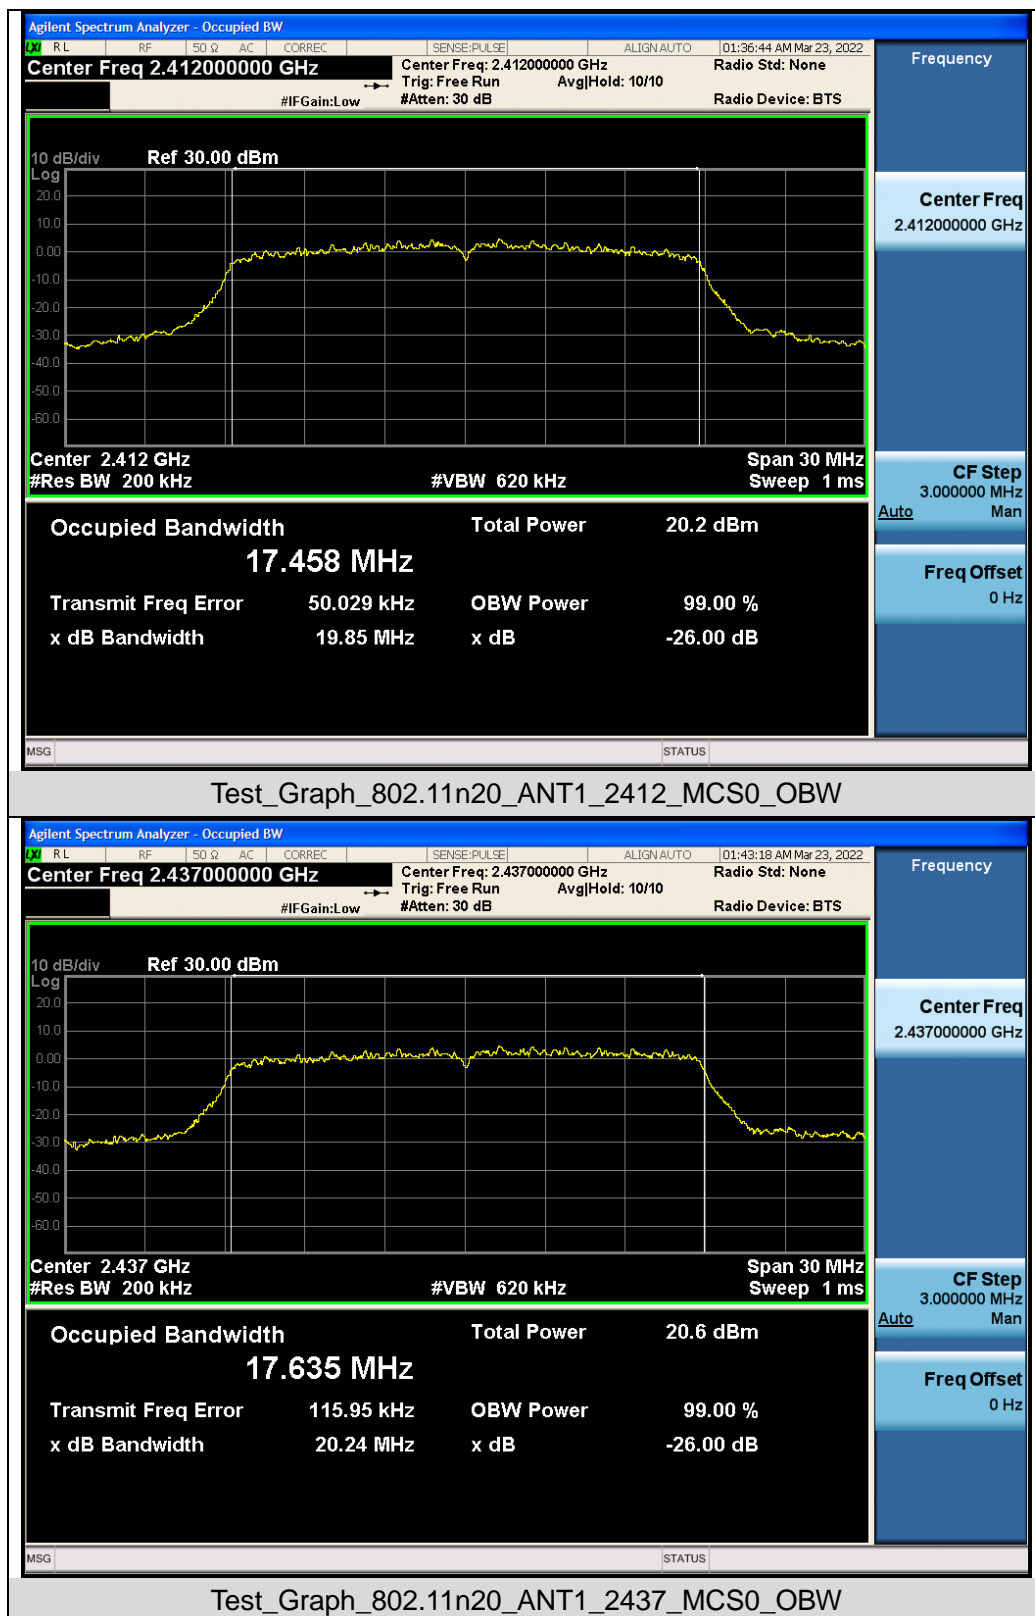 Agilent Spectrum Analyzer - Occupied BW
LXI RL RF 50 Ω AC CORREC SENSE:PULSE ALIGN AUTO 01:36:44 AM Mar 23, 2022
Center Freq 2.412000000 GHz
Center Freq: 2.412000000 GHz Radio Std: None
Trig: Free Run Avg|Hold: 10/10
#IFGain:Low #Atten: 30 dB Radio Device: BTS
Frequency
10 dB/div Ref 30.00 dBm
Log
20.0
10.0
0.00
-10.0
-20.0
-30.0
-40.0
-50.0
-60.0
Center 2.412 GHz Span 30 MHz
#Res BW 200 kHz #VBW 620 kHz Sweep 1 ms
Center Freq
2.412000000 GHz
CF Step
3.000000 MHz
Auto Man
Freq Offset
0 Hz
Occupied Bandwidth Total Power 20.2 dBm
17.458 MHz
Transmit Freq Error 50.029 kHz OBW Power 99.00 %
x dB Bandwidth 19.85 MHz x dB -26.00 dB
MSG STATUS
Test_Graph_802.11n20_ANT1_2412_MCS0_OBW
Agilent Spectrum Analyzer - Occupied BW
LXI RL RF 50 Ω AC CORREC SENSE:PULSE ALIGN AUTO 01:43:18 AM Mar 23, 2022
Center Freq 2.437000000 GHz
Center Freq: 2.437000000 GHz Radio Std: None
Trig: Free Run Avg|Hold: 10/10
#IFGain:Low #Atten: 30 dB Radio Device: BTS
Frequency
10 dB/div Ref 30.00 dBm
Log
20.0
10.0
0.00
-10.0
-20.0
-30.0
-40.0
-50.0
-60.0
Center 2.437 GHz Span 30 MHz
#Res BW 200 kHz #VBW 620 kHz Sweep 1 ms
Center Freq
2.437000000 GHz
CF Step
3.000000 MHz
Auto Man
Freq Offset
0 Hz
Occupied Bandwidth Total Power 20.6 dBm
17.635 MHz
Transmit Freq Error 115.95 kHz OBW Power 99.00 %
x dB Bandwidth 20.24 MHz x dB -26.00 dB
MSG STATUS
Test_Graph_802.11n20_ANT1_2437_MCS0_OBW